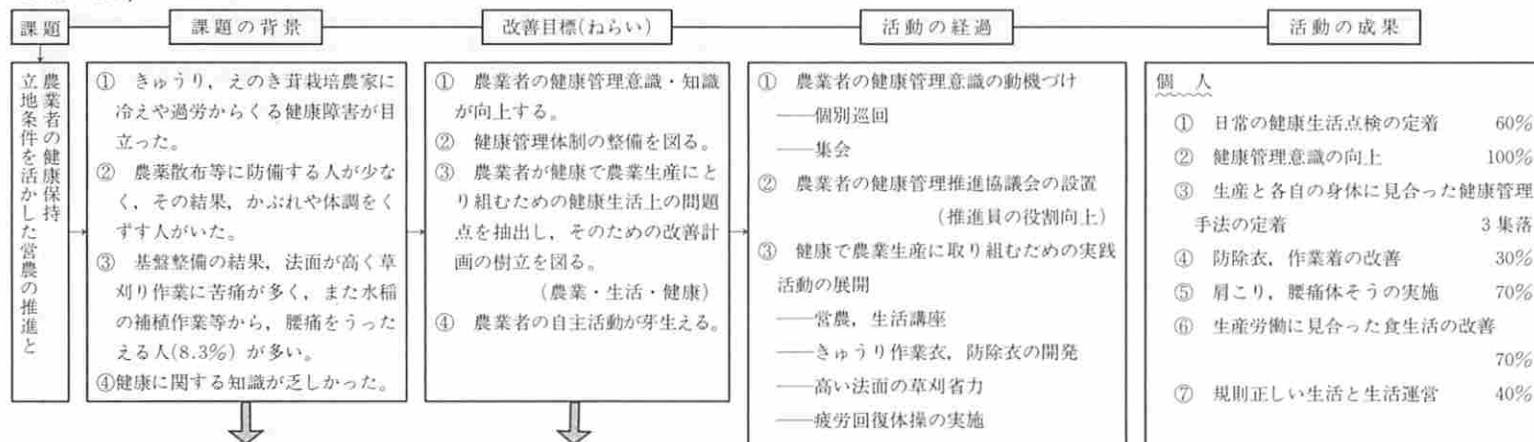 課題
課題の背景
改善目標(ねらい)
活動の経過
活動の成果
農業者の健康保持
立地条件を活かした営農の推進と
① きゅうり，えのき茸栽培農家に
冷えや過労からくる健康障害が目
立った。
② 農薬散布等に防備する人が少な
く，その結果，かぶれや体調をく
ずす人がいた。
③ 基盤整備の結果，法面が高く草
刈り作業に苦痛が多く，また水稲
の補植作業等から，腰痛をうった
える人(8.3%)が多い。
④健康に関する知識が乏しかった。
① 農業者の健康管理意識・知識
が向上する。
② 健康管理体制の整備を図る。
③ 農業者が健康で農業生産にと
り組むための健康生活上の問題
点を抽出し，そのための改善計
画の樹立を図る。
(農業・生活・健康)
④ 農業者の自主活動が芽生える。
① 農業者の健康管理意識の動機づけ
——個別巡回
——集会
② 農業者の健康管理推進協議会の設置
(推進員の役割向上)
③ 健康で農業生産に取り組むための実践
活動の展開
——営農，生活講座
——きゅうり作業衣，防除衣の開発
——高い法面の草刈省力
——疲労回復体操の実施
個 人
① 日常の健康生活点検の定着 60%
② 健康管理意識の向上 100%
③ 生産と各自の身体に見合った健康管理
手法の定着 3集落
④ 防除衣，作業着の改善 30%
⑤ 肩こり，腰痛体そうの実施 70%
⑥ 生産労働に見合った食生活の改善
70%
⑦ 規則正しい生活と生活運営 40%